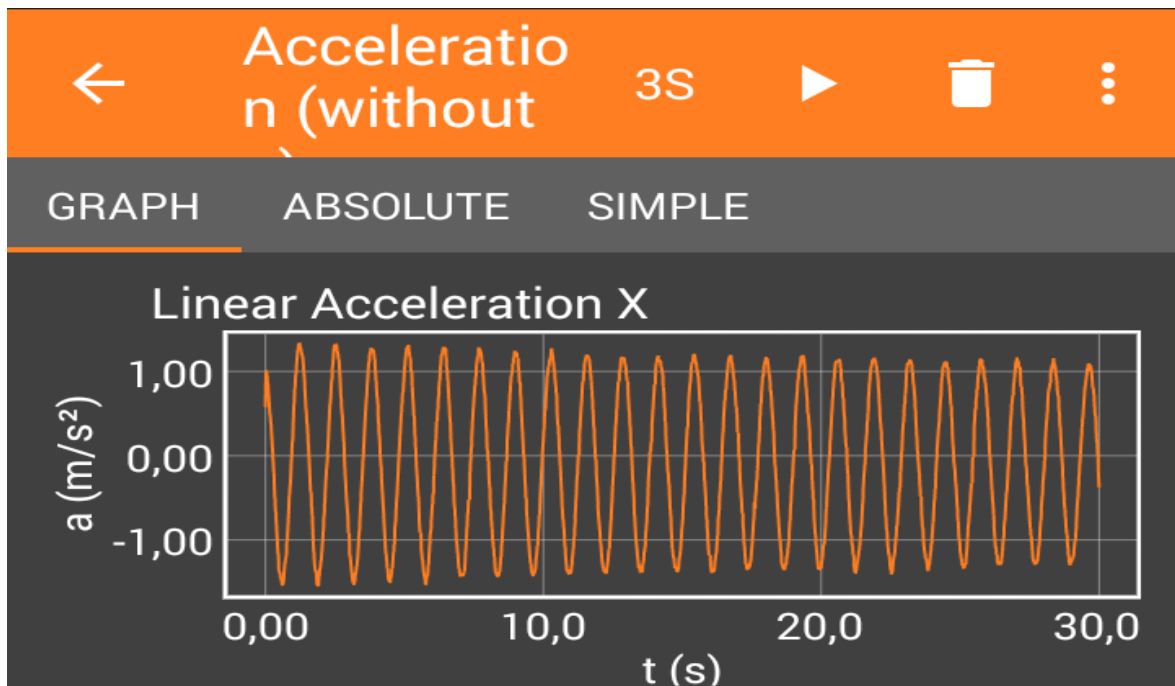 Acceleratio
n (without
3S
GRAPH ABSOLUTE SIMPLE
Linear Acceleration X
a (m/s²)
1,00
0,00
-1,00
0,00 10,0 20,0 30,0
t (s)